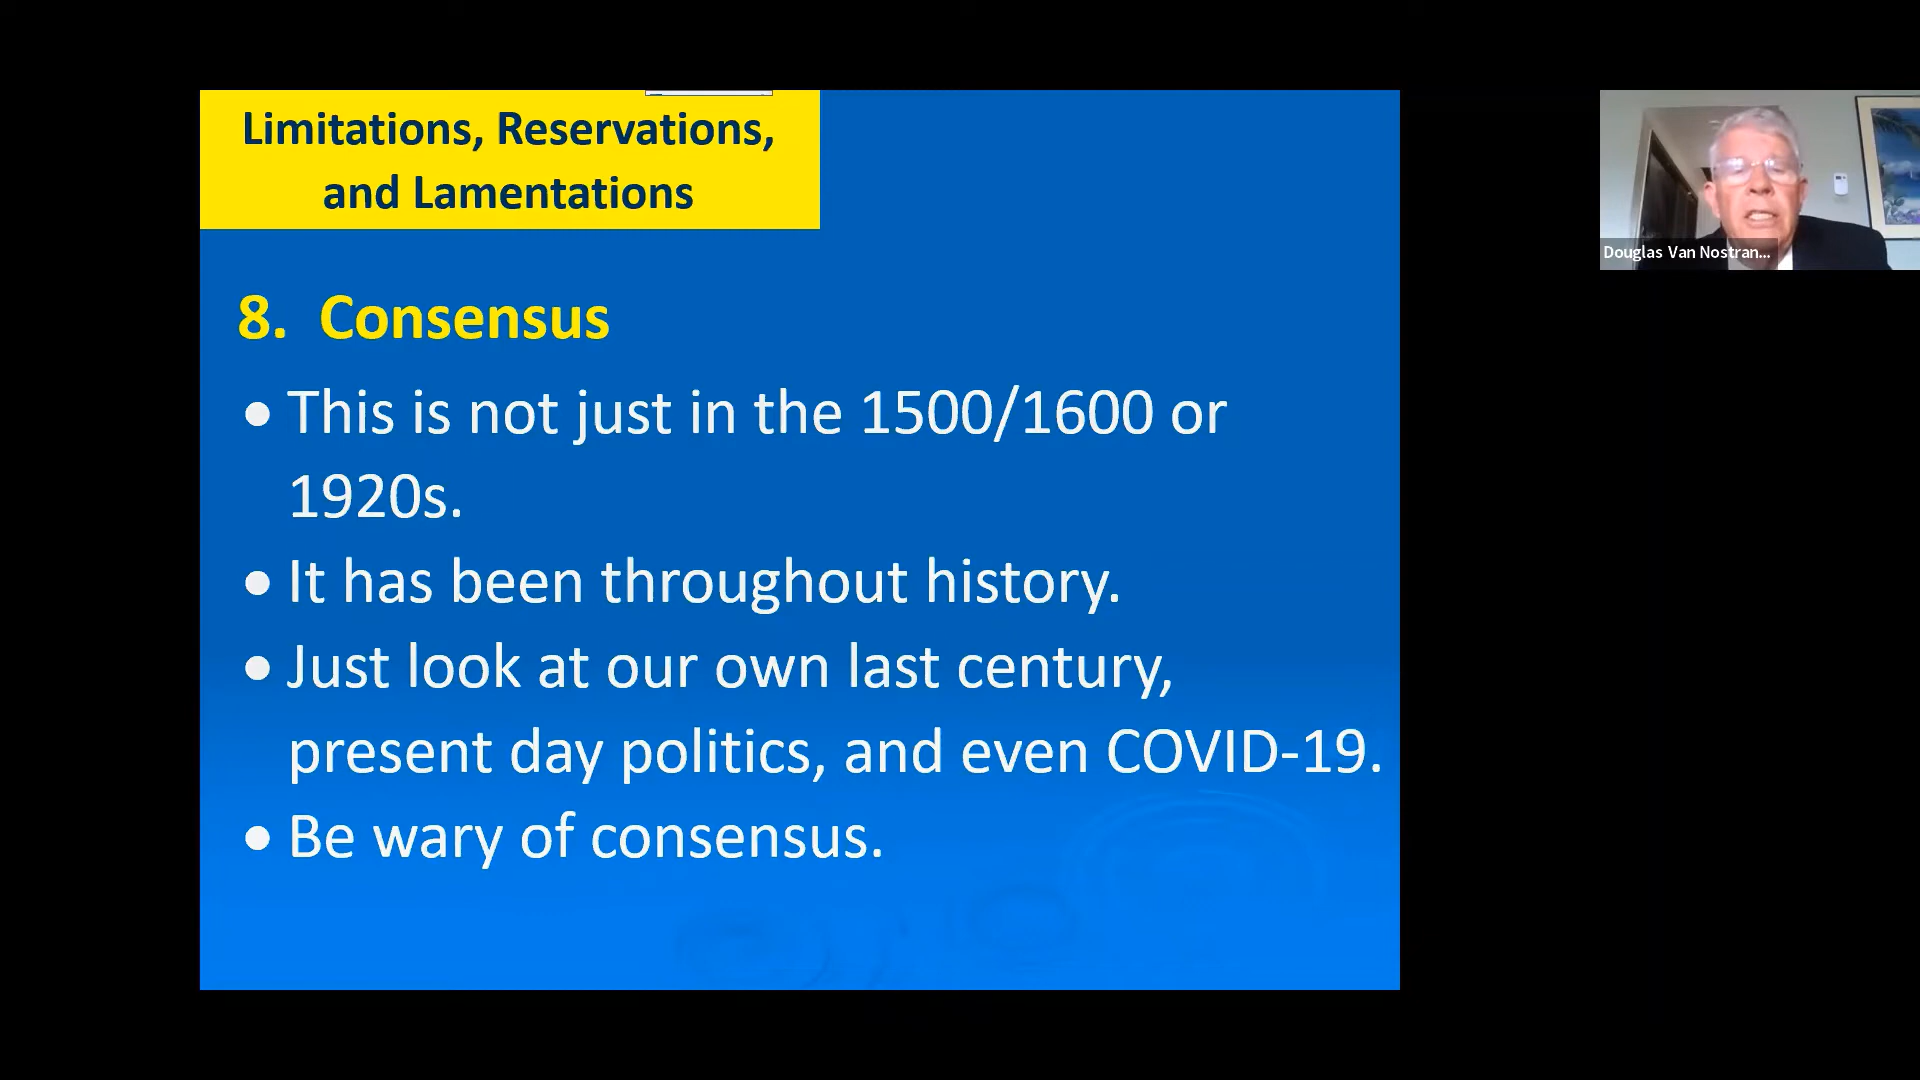 Limitations, Reservations,
and Lamentations
8. Consensus
• This is not just in the 1500/1600 or
1920s.
• It has been throughout history.
• Just look at our own last century,
present day politics, and even COVID-19.
• Be wary of consensus.
Douglas Van Nostran...